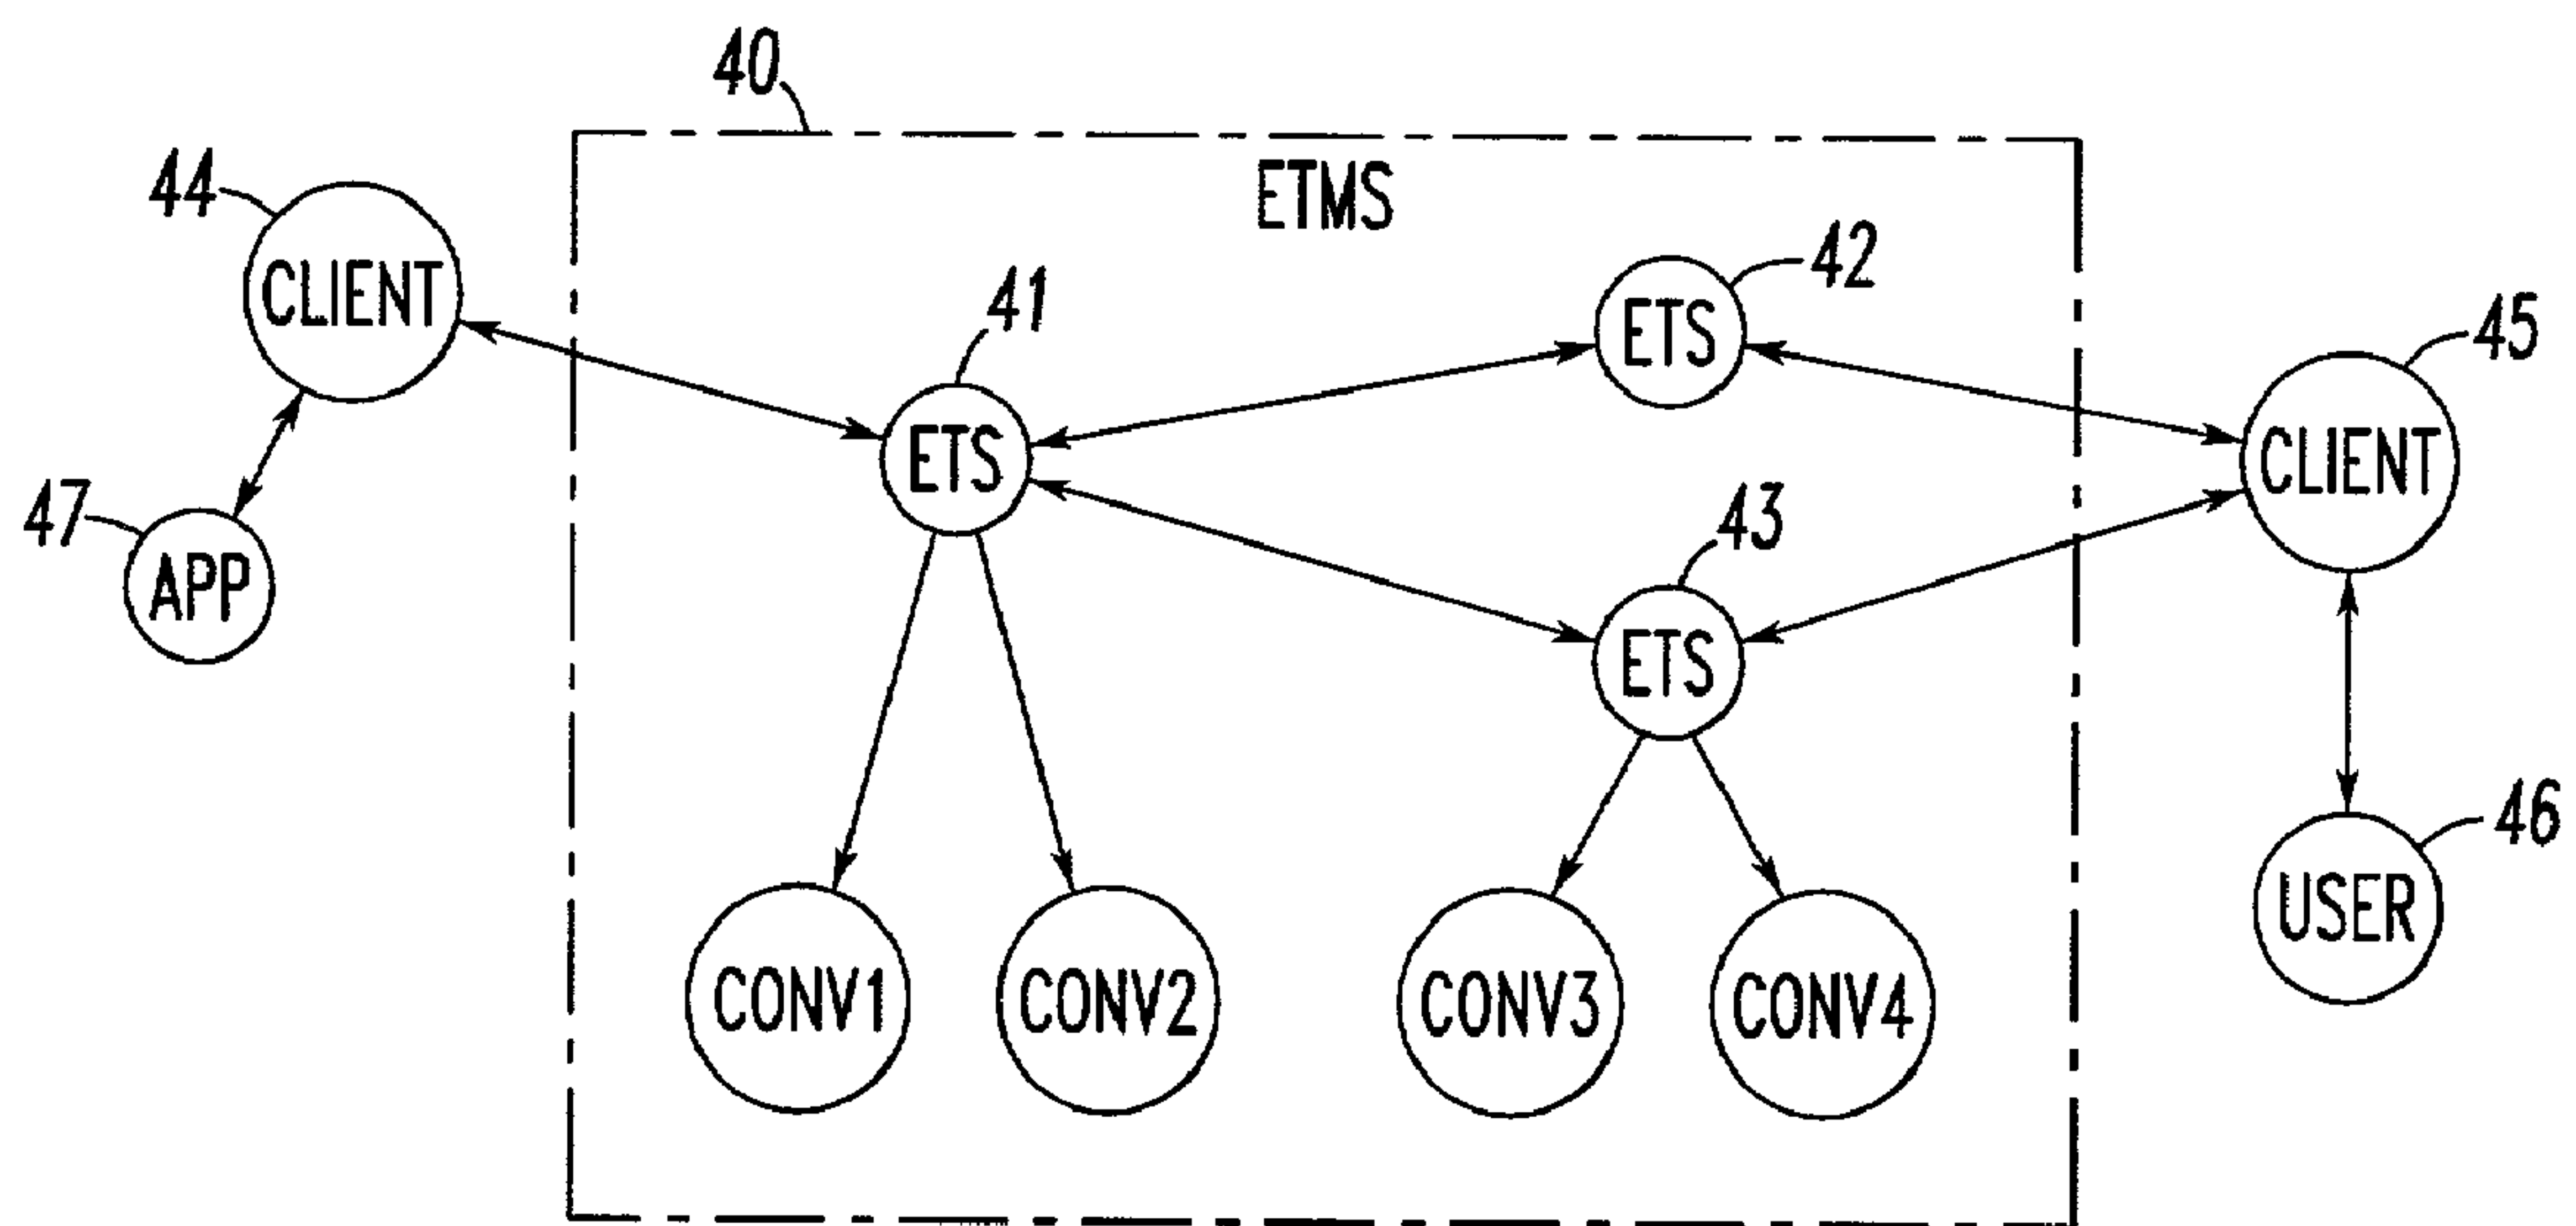 40
44
ETMS
42
CLIENT
41
45
ETS
CLIENT
ETS
47
43
APP
ETS
46
USER
CONV1
CONV2
CONV3
CONV4